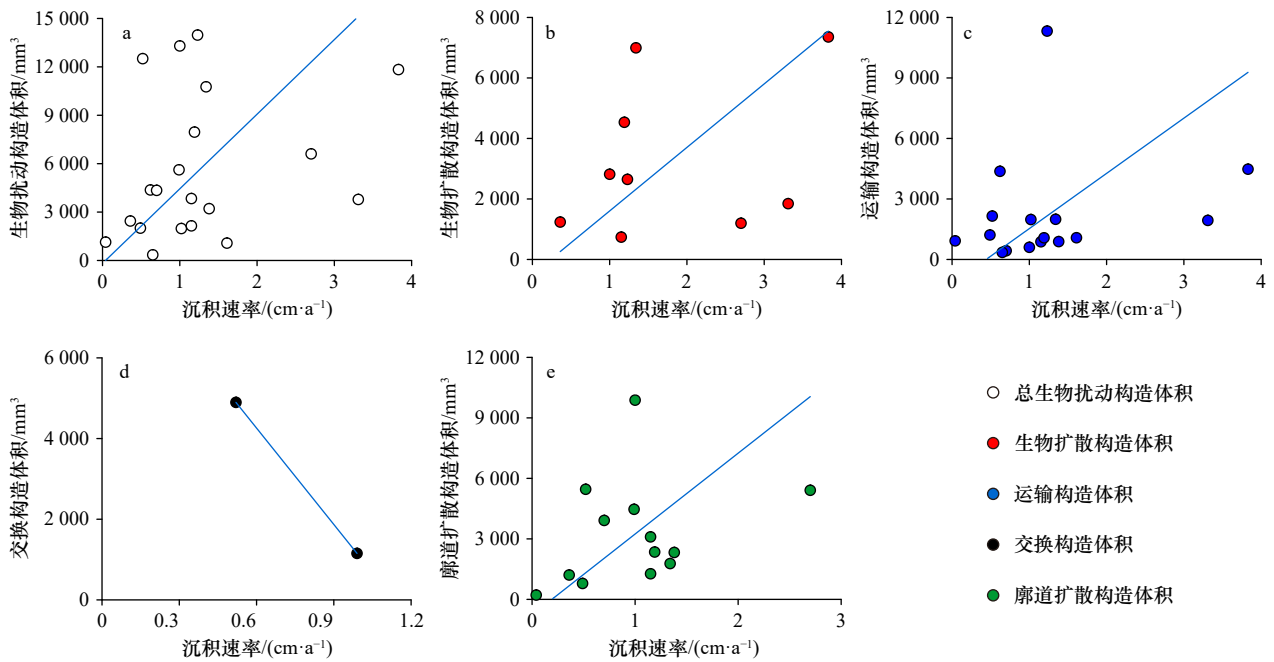 a
生物扰动构造体积/mm³
15 000
12 000
9 000
6 000
3 000
0
0 1 2 3 4
沉积速率/(cm·a⁻¹)
b
生物扩散构造体积/mm³
8 000
6 000
4 000
2 000
0
0 1 2 3 4
沉积速率/(cm·a⁻¹)
c
运输构造体积/mm³
12 000
9 000
6 000
3 000
0
0 1 2 3 4
沉积速率/(cm·a⁻¹)
d
交换构造体积/mm³
6 000
4 000
2 000
0
0 0.3 0.6 0.9 1.2
沉积速率/(cm·a⁻¹)
e
廓道扩散构造体积/mm³
12 000
9 000
6 000
3 000
0
0 1 2 3
沉积速率/(cm·a⁻¹)
总生物扰动构造体积
生物扩散构造体积
运输构造体积
交换构造体积
廓道扩散构造体积